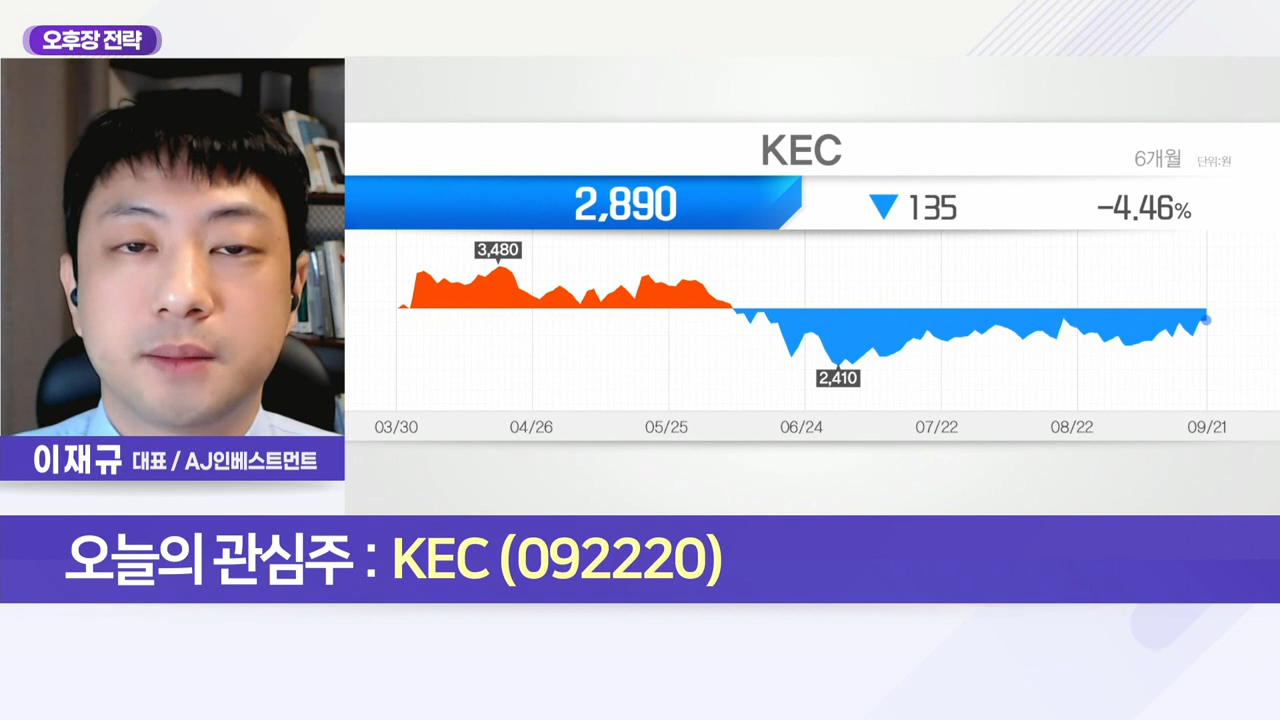 오후장 전략
KEC
6개월 단위:원
2,890 ▼ 135 -4.46%
3,480
2,410
03/30 04/26 05/25 06/24 07/22 08/22 09/21
이재규 대표 / AJ인베스트먼트
오늘의 관심주 : KEC (092220)